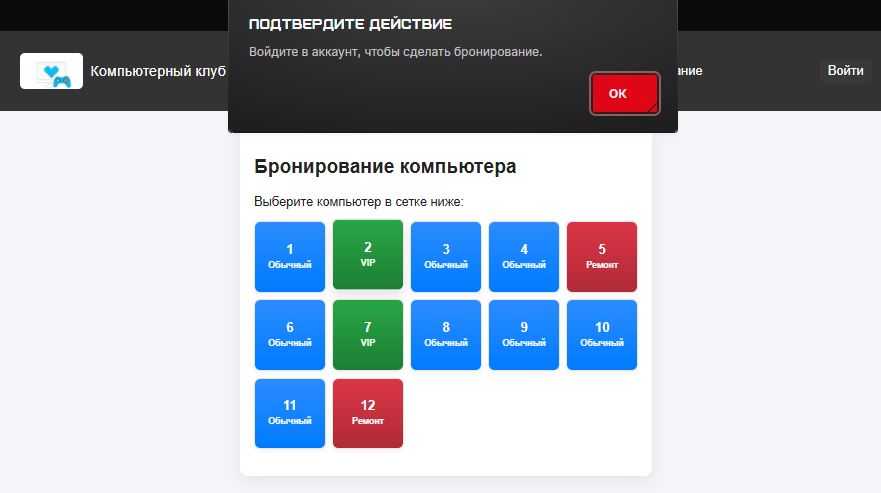 ПОДТВЕРДИТЕ ДЕЙСТВИЕ
Войдите в аккаунт, чтобы сделать бронирование.
OK
Компьютерный клуб
ание
Войти
Бронирование компьютера
Выберите компьютер в сетке ниже:
1
Обычный
2
VIP
3
Обычный
4
Обычный
5
Ремонт
6
Обычный
7
VIP
8
Обычный
9
Обычный
10
Обычный
11
Обычный
12
Ремонт